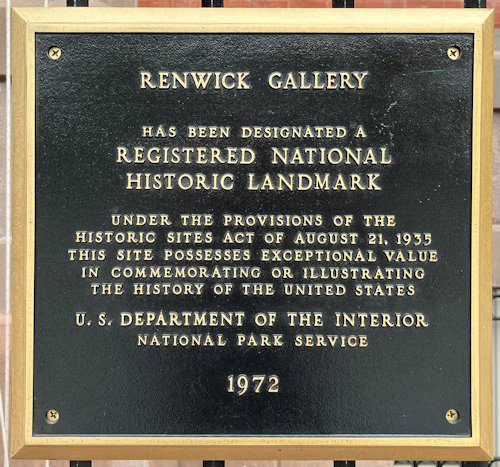 RENWICK GALLERY
HAS BEEN DESIGNATED A
REGISTERED NATIONAL
HISTORIC LANDMARK
UNDER THE PROVISIONS OF THE
HISTORIC SITES ACT OF AUGUST 21, 1935
THIS SITE POSSESSES EXCEPTIONAL VALUE
IN COMMEMORATING OR ILLUSTRATING
THE HISTORY OF THE UNITED STATES
U. S. DEPARTMENT OF THE INTERIOR
NATIONAL PARK SERVICE
1972